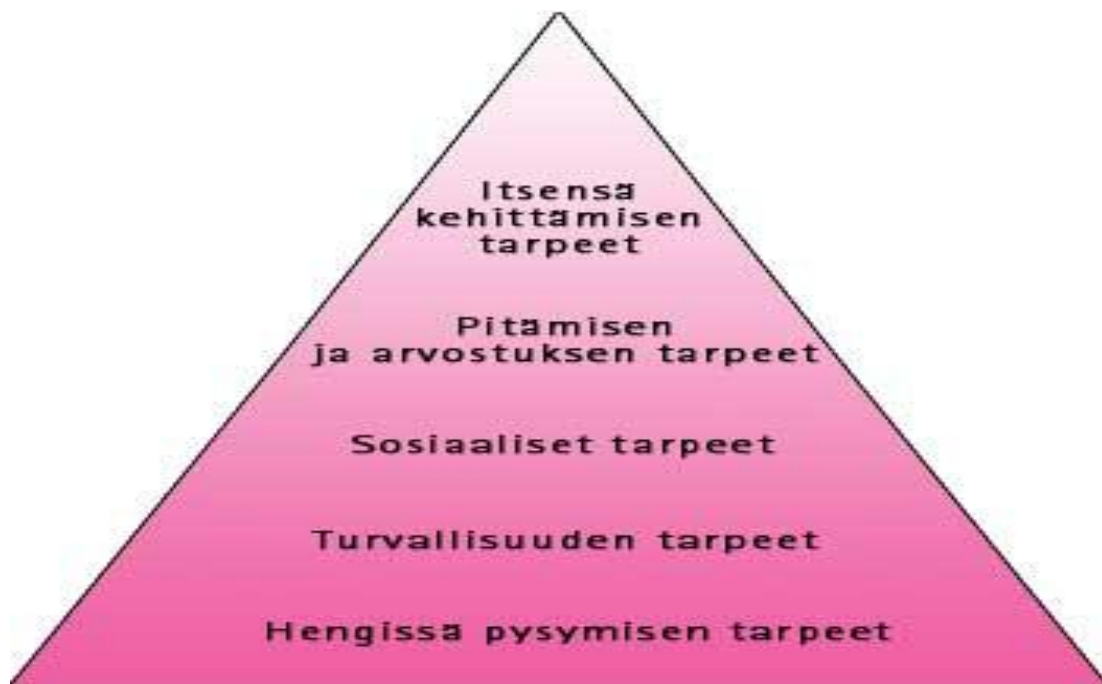 Itsensä
kehittämisen
tarpeet
Pitämisen
ja arvostuksen tarpeet
Sosiaaliset tarpeet
Turvallisuuden tarpeet
Hengissä pysymisen tarpeet